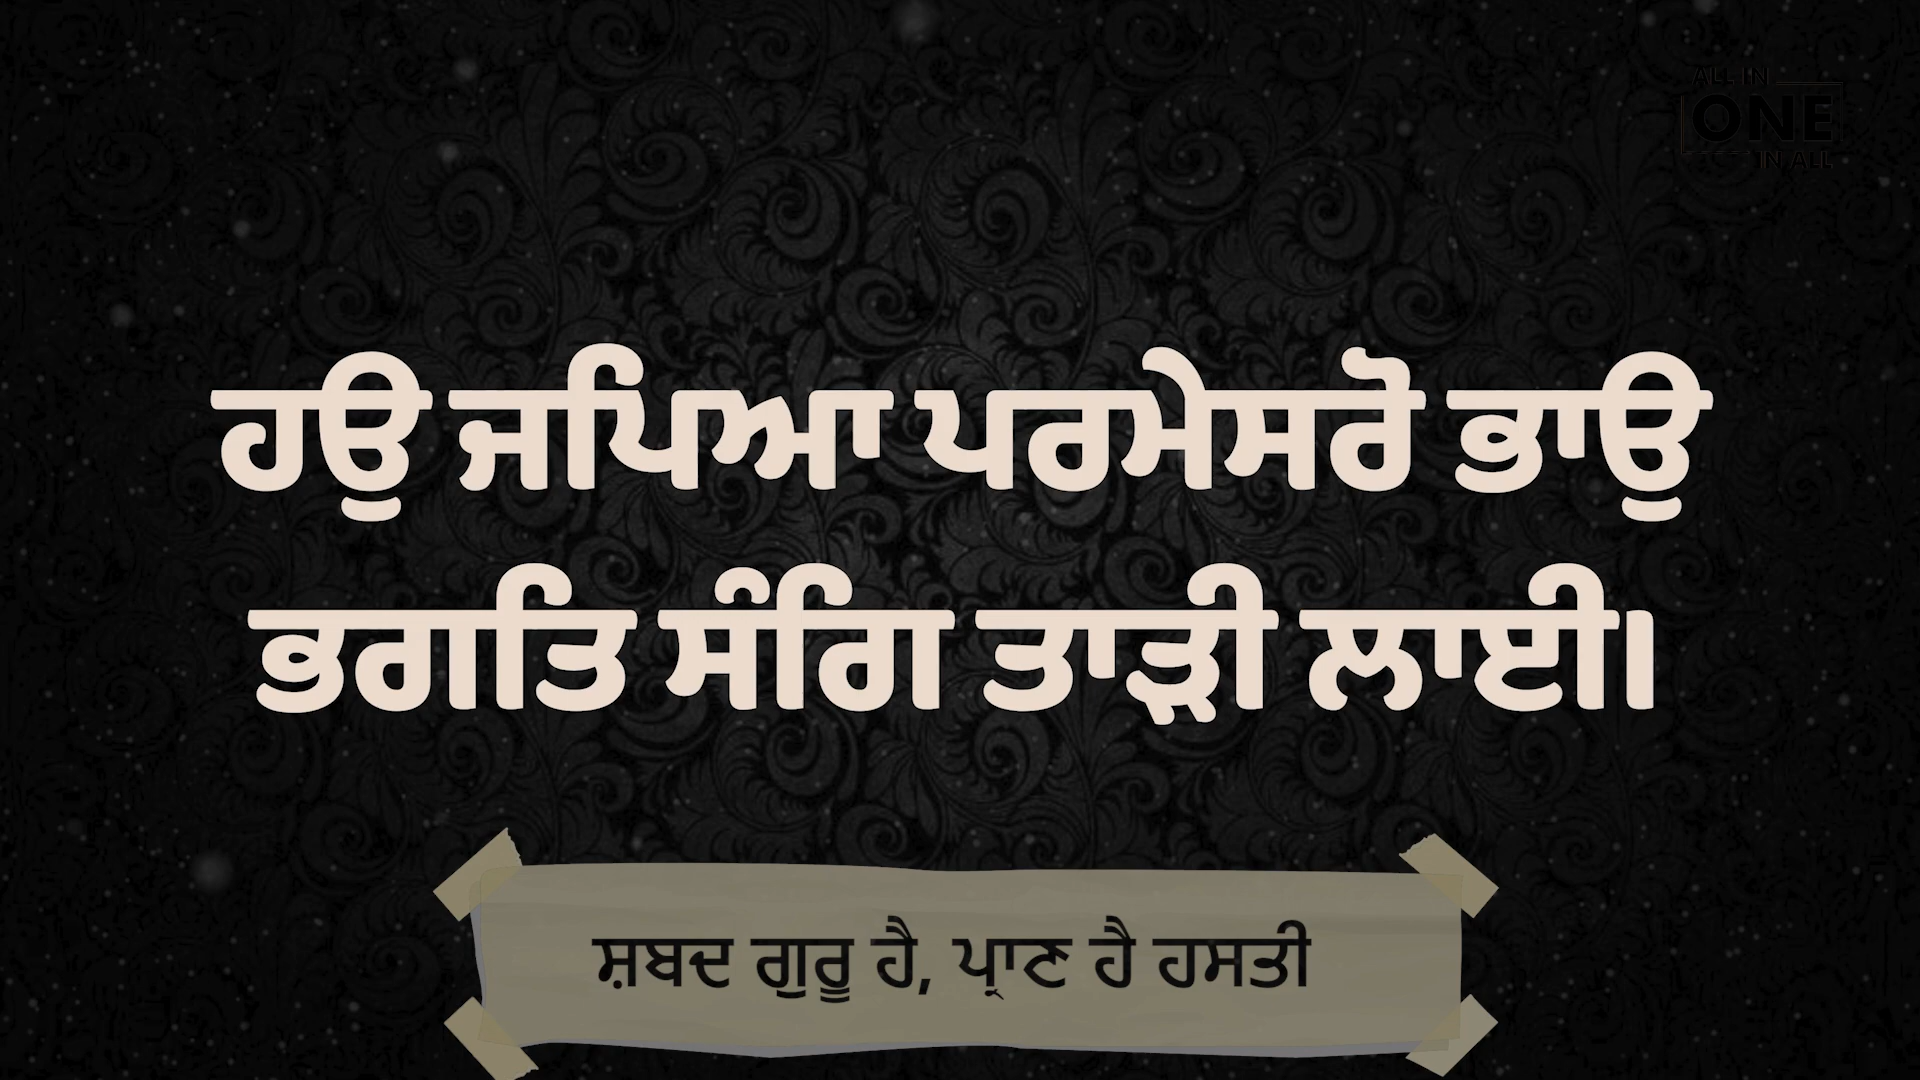 ALL IN
ONE
IN ALL
ਹਉ ਜਪਿਆ ਪਰਮੇਸਰੋ ਭਾਉ
ਭਗਤਿ ਸੰਗਿ ਤਾੜੀ ਲਾਈ।
ਸ਼ਬਦ ਗੁਰੂ ਹੈ, ਪ੍ਰਾਣ ਹੈ ਹਸਤੀ